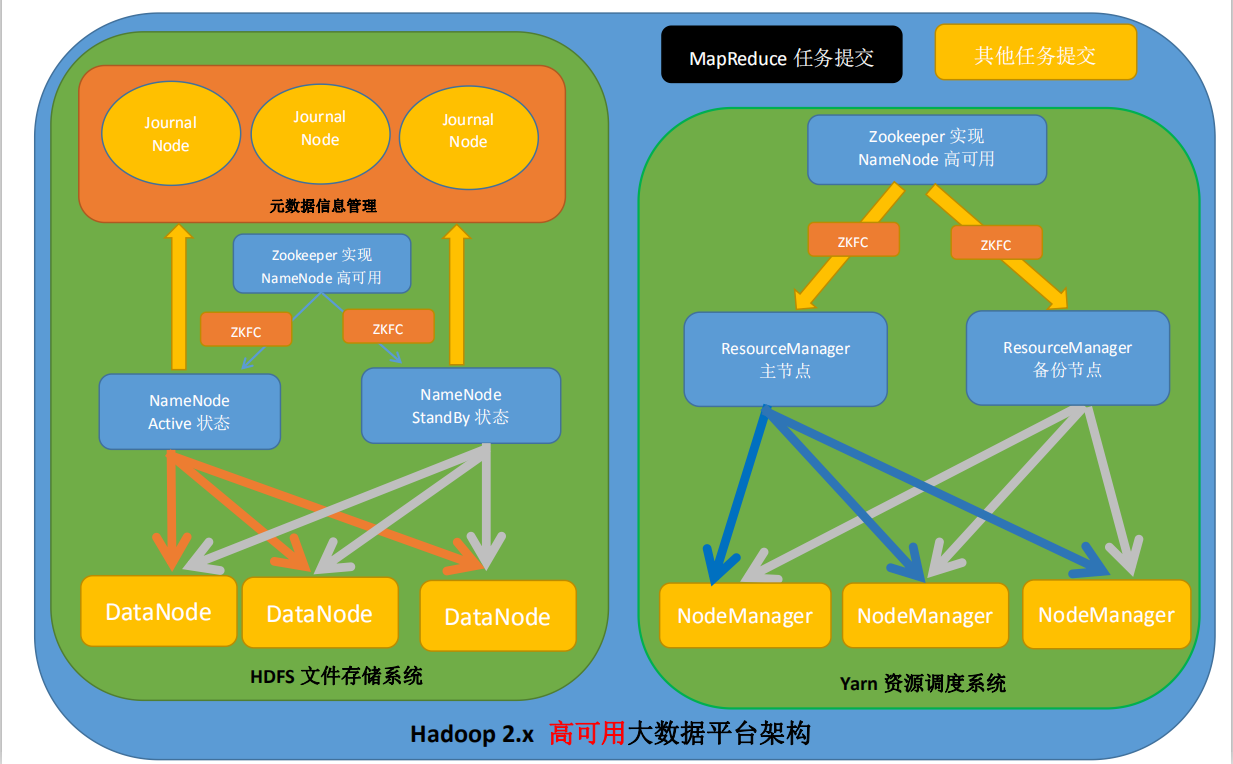 MapReduce 任务提交
其他任务提交
Journal
Node
Journal
Node
Journal
Node
元数据信息管理
Zookeeper 实现
NameNode 高可用
ZKFC
ZKFC
NameNode
Active 状态
NameNode
StandBy 状态
DataNode
DataNode
DataNode
HDFS 文件存储系统
Zookeeper 实现
NameNode 高可用
ZKFC
ZKFC
ResourceManager
主节点
ResourceManager
备份节点
NodeManager
NodeManager
NodeManager
Yarn 资源调度系统
Hadoop 2.x 高可用大数据平台架构